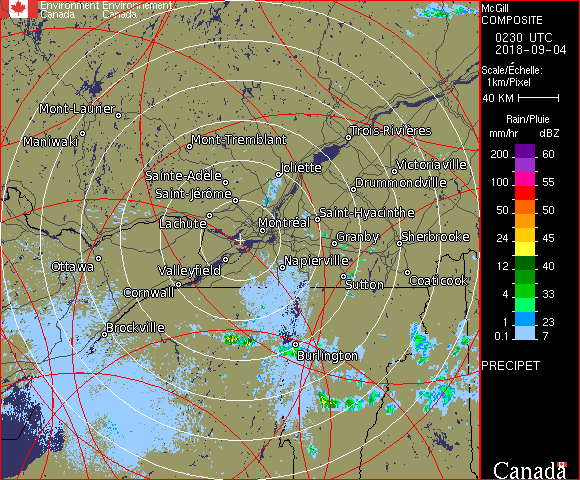 Environment Environnement
Canada Canada
McGill
COMPOSITE
0230 UTC
2018-09-04
Scale/Échelle:
1km/Pixel
40 KM
Rain/Pluie
mm/hr dBZ
200 60
100 55
50 50
24 45
12 40
4 33
1 23
0.1 7
PRECIPET
Canada
Mont-Laurier
Maniwaki
Mont-Tremblant
Trois-Rivières
Sainte-Adèle
Joliette
Victoriaville
Saint-Jérôme
Drummondville
Lachute
Montréal
Saint-Hyacinthe
Granby
Sherbrooke
Ottawa
Valleyfield
Napierville
Cornwall
Sutton
Coaticook
Brockville
Burlington